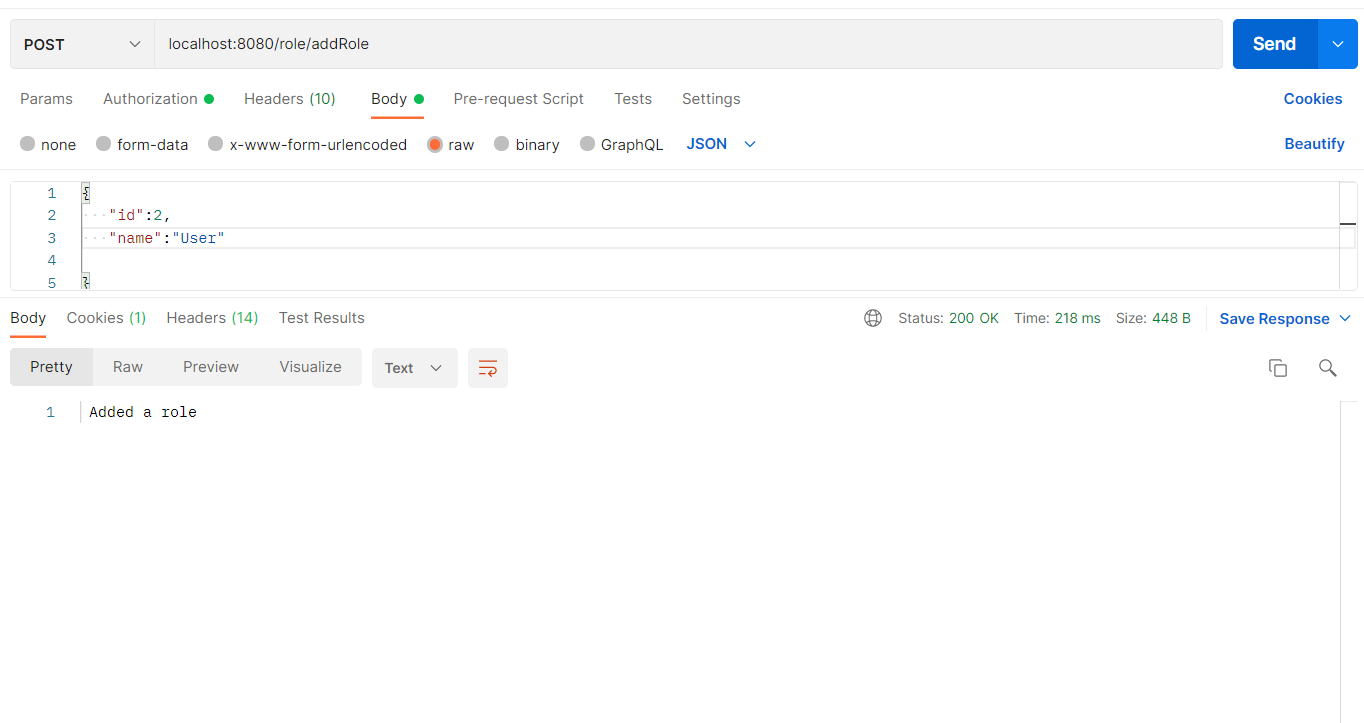 POST localhost:8080/role/addRole Send
Params Authorization Headers (10) Body Pre-request Script Tests Settings Cookies
none form-data x-www-form-urlencoded raw binary GraphQL JSON Beautify
1 {
2 "id":2,
3 "name":"User"
4
5 }
Body Cookies (1) Headers (14) Test Results Status: 200 OK Time: 218 ms Size: 448 B Save Response
Pretty Raw Preview Visualize Text
1 Added a role